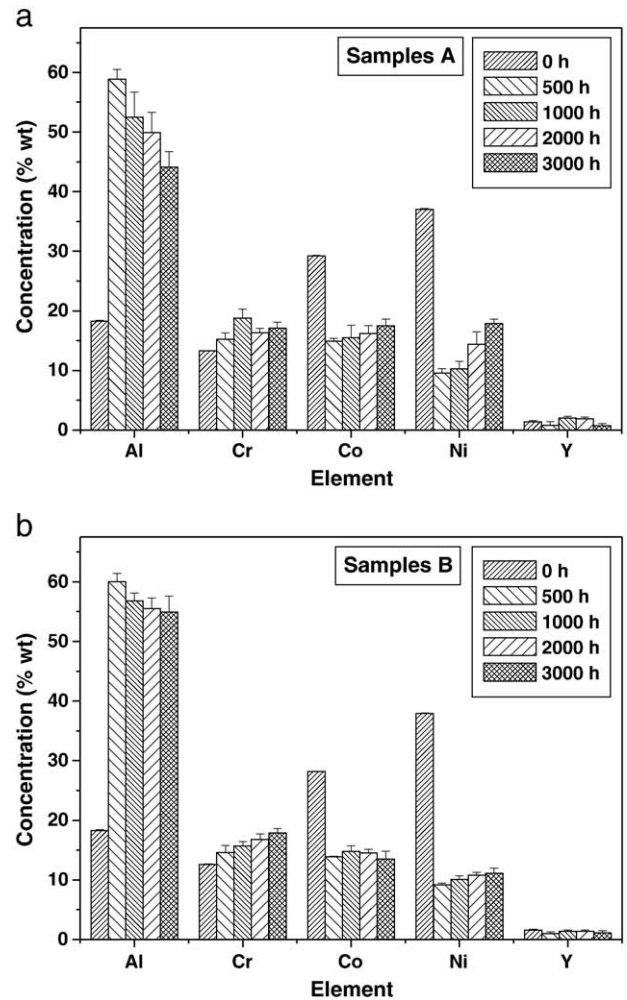 a
Samples A
0 h
500 h
1000 h
2000 h
3000 h
Concentration (% wt)
60
50
40
30
20
10
0
Al Cr Co Ni Y
Element
b
Samples B
0 h
500 h
1000 h
2000 h
3000 h
Concentration (% wt)
60
50
40
30
20
10
0
Al Cr Co Ni Y
Element